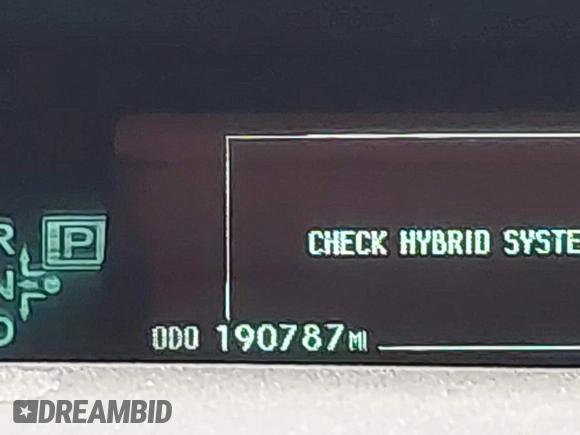 CHECK HYBRID SYSTE
R
P
N
D
ODO 190787 MI
DREAMBID